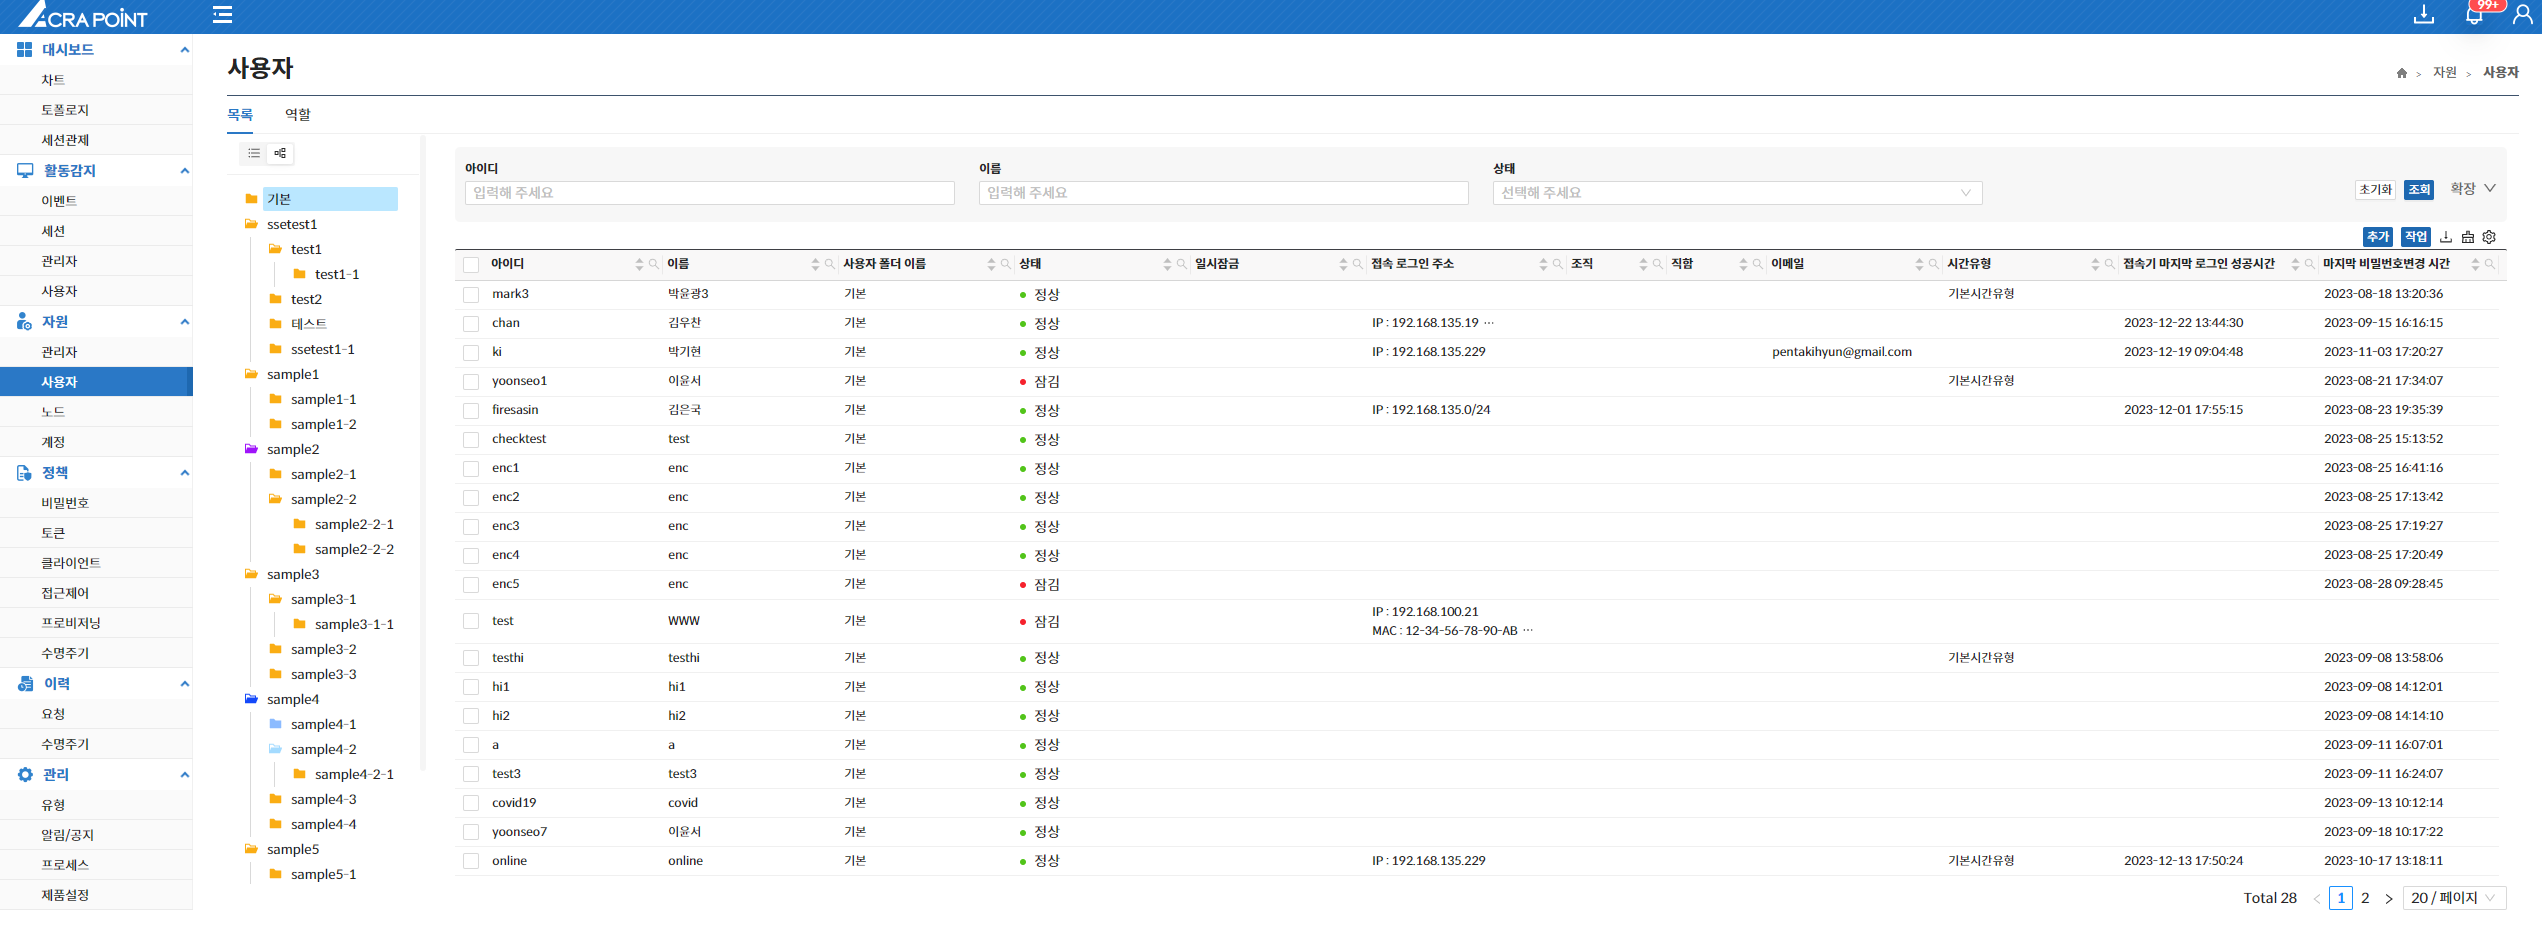 ACRA POINT
99+
대시보드
차트
토폴로지
세션관제
활동감지
이벤트
세션
관리자
사용자
자원
관리자
사용자
노드
계정
정책
비밀번호
토큰
클라이언트
접근제어
프로비저닝
수명주기
이력
요청
수명주기
관리
유형
알림/공지
프로세스
제품설정
사용자
> 자원 > 사용자
목록 역할
기본
ssetest1
test1
test1-1
test2
테스트
ssetest1-1
sample1
sample1-1
sample1-2
sample2
sample2-1
sample2-2
sample2-2-1
sample2-2-2
sample3
sample3-1
sample3-1-1
sample3-2
sample3-3
sample4
sample4-1
sample4-2
sample4-2-1
sample4-3
sample4-4
sample5
sample5-1
아이디 이름 상태
입력해 주세요 입력해 주세요 선택해 주세요 초기화 조회 확장
추가 작업
아이디 이름 사용자 폴더 이름 상태 일시잠금 접속 로그인 주소 조직 직함 이메일 시간유형 접속기 마지막 로그인 성공시간 마지막 비밀번호변경 시간
mark3 박윤광3 기본 정상 기본시간유형 2023-08-18 13:20:36
chan 김우찬 기본 정상 IP : 192.168.135.19 ··· 2023-12-22 13:44:30 2023-09-15 16:16:15
ki 박기현 기본 정상 IP : 192.168.135.229 pentakihyun@gmail.com 2023-12-19 09:04:48 2023-11-03 17:20:27
yoonseo1 이윤서 기본 잠김 기본시간유형 2023-08-21 17:34:07
firesasin 김은국 기본 정상 IP : 192.168.135.0/24 2023-12-01 17:55:15 2023-08-23 19:35:39
checktest test 기본 정상 2023-08-25 15:13:52
enc1 enc 기본 정상 2023-08-25 16:41:16
enc2 enc 기본 정상 2023-08-25 17:13:42
enc3 enc 기본 정상 2023-08-25 17:19:27
enc4 enc 기본 정상 2023-08-25 17:20:49
enc5 enc 기본 잠김 2023-08-28 09:28:45
test WWW 기본 잠김 IP : 192.168.100.21
MAC : 12-34-56-78-90-AB ···
testhi testhi 기본 정상 기본시간유형 2023-09-08 13:58:06
hi1 hi1 기본 정상 2023-09-08 14:12:01
hi2 hi2 기본 정상 2023-09-08 14:14:10
a a 기본 정상 2023-09-11 16:07:01
test3 test3 기본 정상 2023-09-11 16:24:07
covid19 covid 기본 정상 2023-09-13 10:12:14
yoonseo7 이윤서 기본 정상 2023-09-18 10:17:22
online online 기본 정상 IP : 192.168.135.229 기본시간유형 2023-12-13 17:50:24 2023-10-17 13:18:11
Total 28 < 1 2 > 20 / 페이지